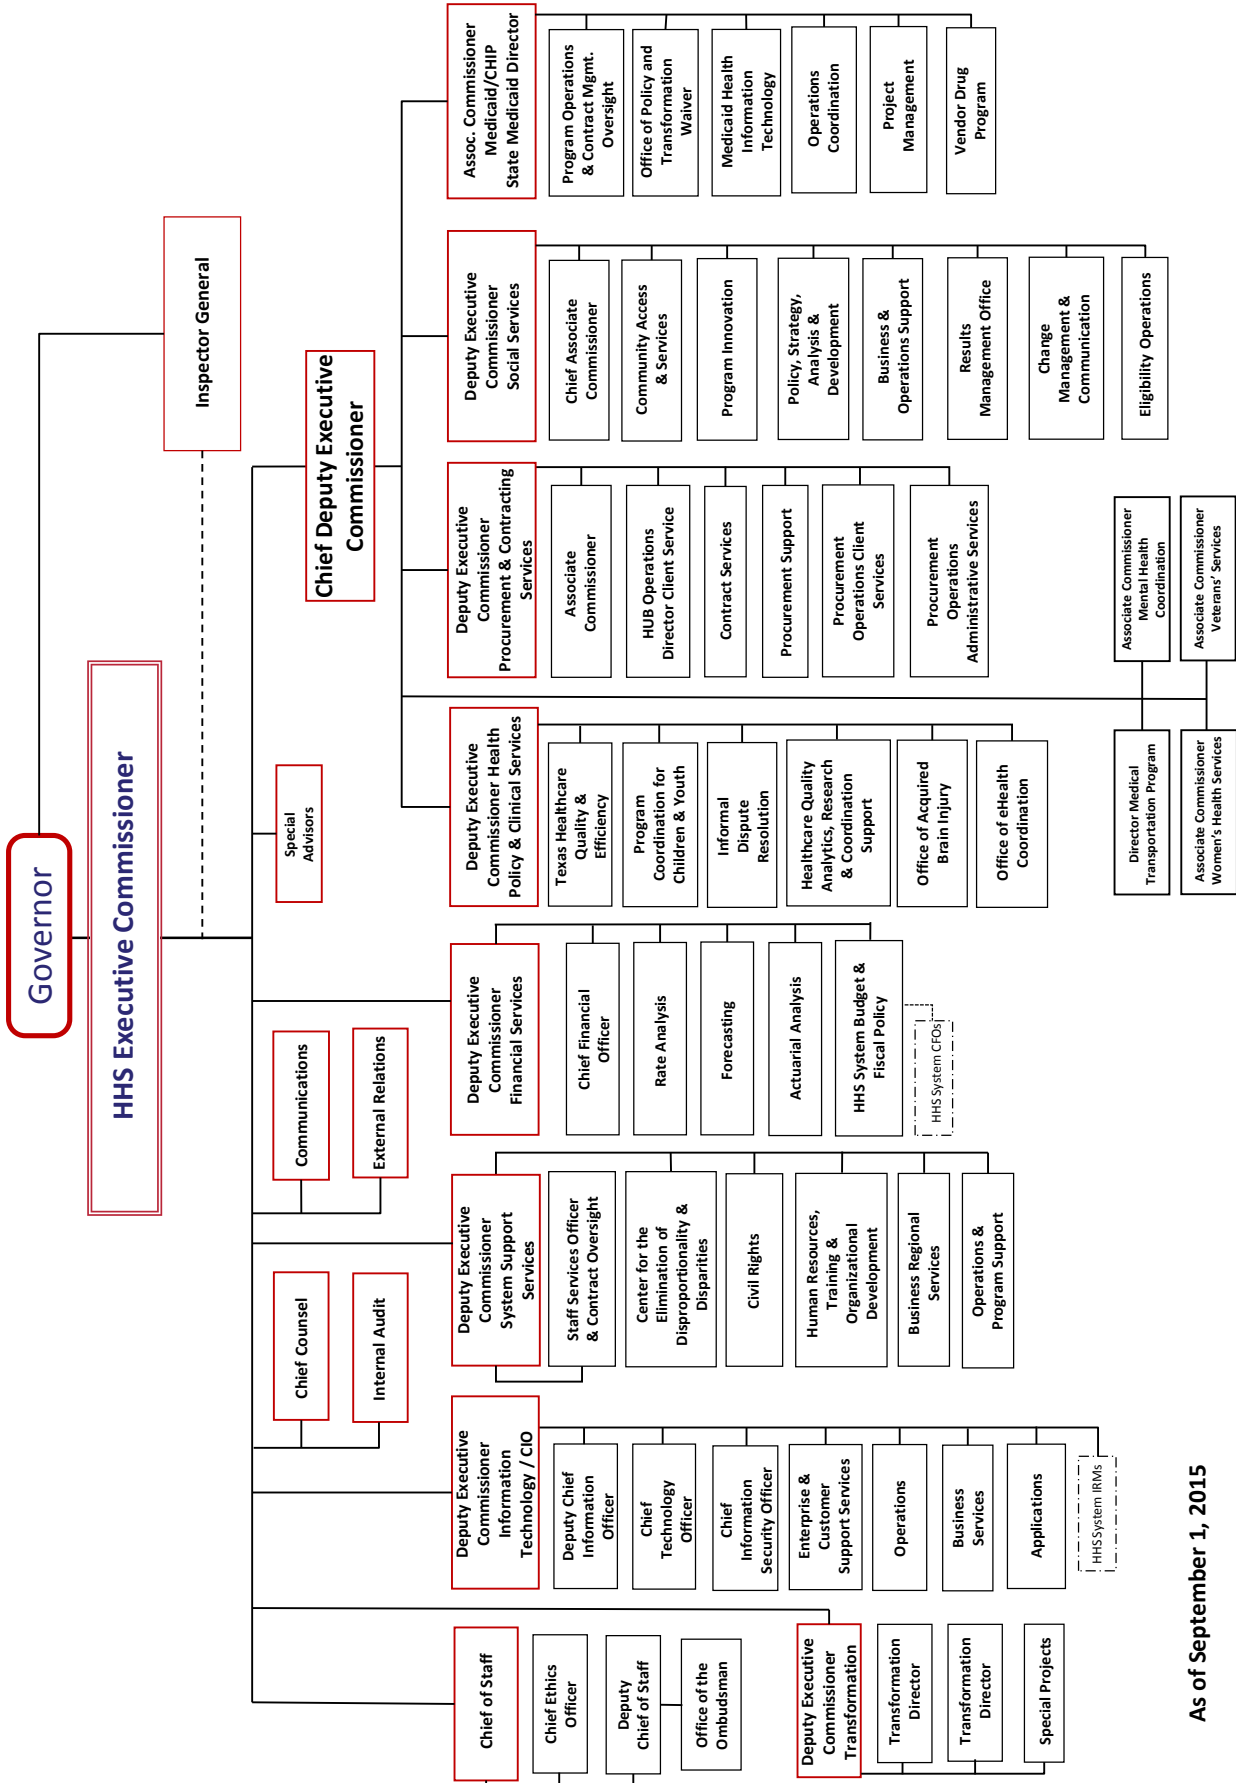 Governor
HHS Executive Commissioner
Inspector General
Special
Advisors
Communications
External Relations
Chief Counsel
Internal Audit
Chief Deputy Executive
Commissioner
Chief of Staff
Chief Ethics
Officer
Deputy
Chief of Staff
Office of the
Ombudsman
Deputy Executive
Commissioner
Transformation
Transformation
Director
Transformation
Director
Special Projects
Deputy Executive
Commissioner
Information
Technology / CIO
Deputy Chief
Information
Officer
Chief
Technology
Officer
Chief
Information
Security Officer
Enterprise &
Customer
Support Services
Operations
Business
Services
Applications
HHS System IRMs
Deputy Executive
Commissioner
System Support
Services
Staff Services Officer
& Contract Oversight
Center for the
Elimination of
Disproportionality &
Disparities
Civil Rights
Human Resources,
Training &
Organizational
Development
Business Regional
Services
Operations &
Program Support
Deputy Executive
Commissioner
Financial Services
Chief Financial
Officer
Rate Analysis
Forecasting
Actuarial Analysis
HHS System Budget &
Fiscal Policy
HHS System CFOs
Deputy Executive
Commissioner Health
Policy & Clinical Services
Texas Healthcare
Quality &
Efficiency
Program
Coordination for
Children & Youth
Informal
Dispute
Resolution
Healthcare Quality
Analytics, Research
& Coordination
Support
Office of Acquired
Brain Injury
Office of eHealth
Coordination
Deputy Executive
Commissioner
Procurement & Contracting
Services
Associate
Commissioner
HUB Operations
Director Client Service
Contract Services
Procurement Support
Procurement
Operations Client
Services
Procurement
Operations
Administrative Services
Deputy Executive
Commissioner
Social Services
Chief Associate
Commissioner
Community Access
& Services
Program Innovation
Policy, Strategy,
Analysis &
Development
Business &
Operations Support
Results
Management Office
Change
Management &
Communication
Eligibility Operations
Assoc. Commissioner
Medicaid/CHIP
State Medicaid Director
Program Operations
& Contract Mgmt.
Oversight
Office of Policy and
Transformation
Waiver
Medicaid Health
Information
Technology
Operations
Coordination
Project
Management
Vendor Drug
Program
Director Medical
Transportation Program
Associate Commissioner
Mental Health
Coordination
Associate Commissioner
Women's Health Services
Associate Commissioner
Veterans' Services
As of September 1, 2015